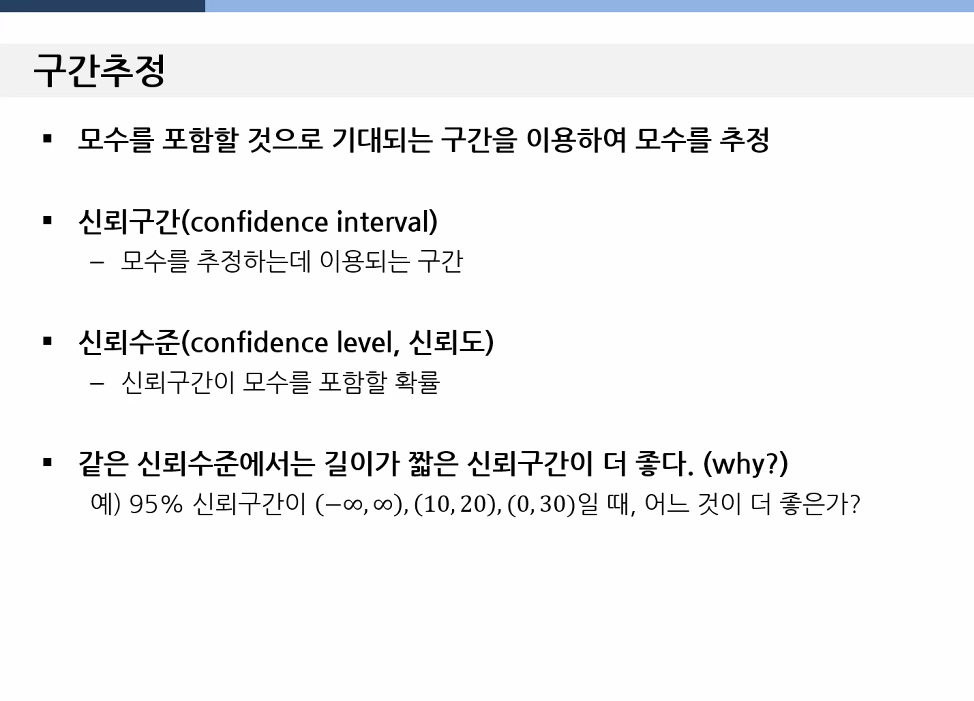 구간추정
▪ 모수를 포함할 것으로 기대되는 구간을 이용하여 모수를 추정
▪ 신뢰구간(confidence interval)
– 모수를 추정하는데 이용되는 구간
▪ 신뢰수준(confidence level, 신뢰도)
– 신뢰구간이 모수를 포함할 확률
▪ 같은 신뢰수준에서는 길이가 짧은 신뢰구간이 더 좋다. (why?)
예) 95% 신뢰구간이 (−∞, ∞), (10, 20), (0, 30)일 때, 어느 것이 더 좋은가?